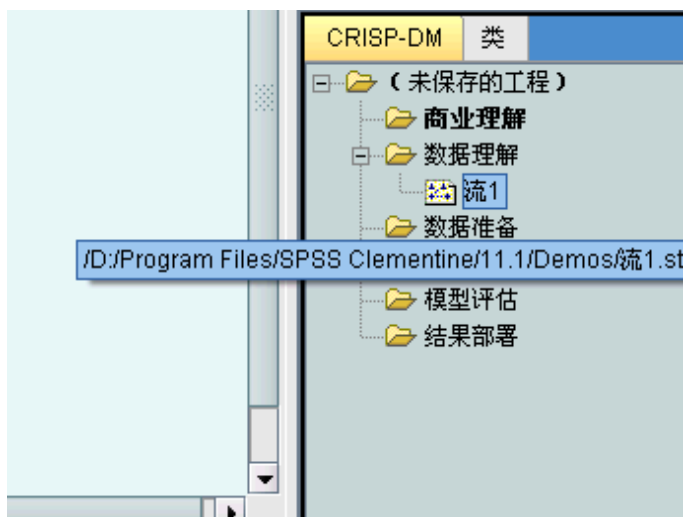 CRISP-DM 类
（未保存的工程）
商业理解
数据理解
流1
数据准备
/D:/Program Files/SPSS Clementine/11.1/Demos/流1.st
模型评估
结果部署